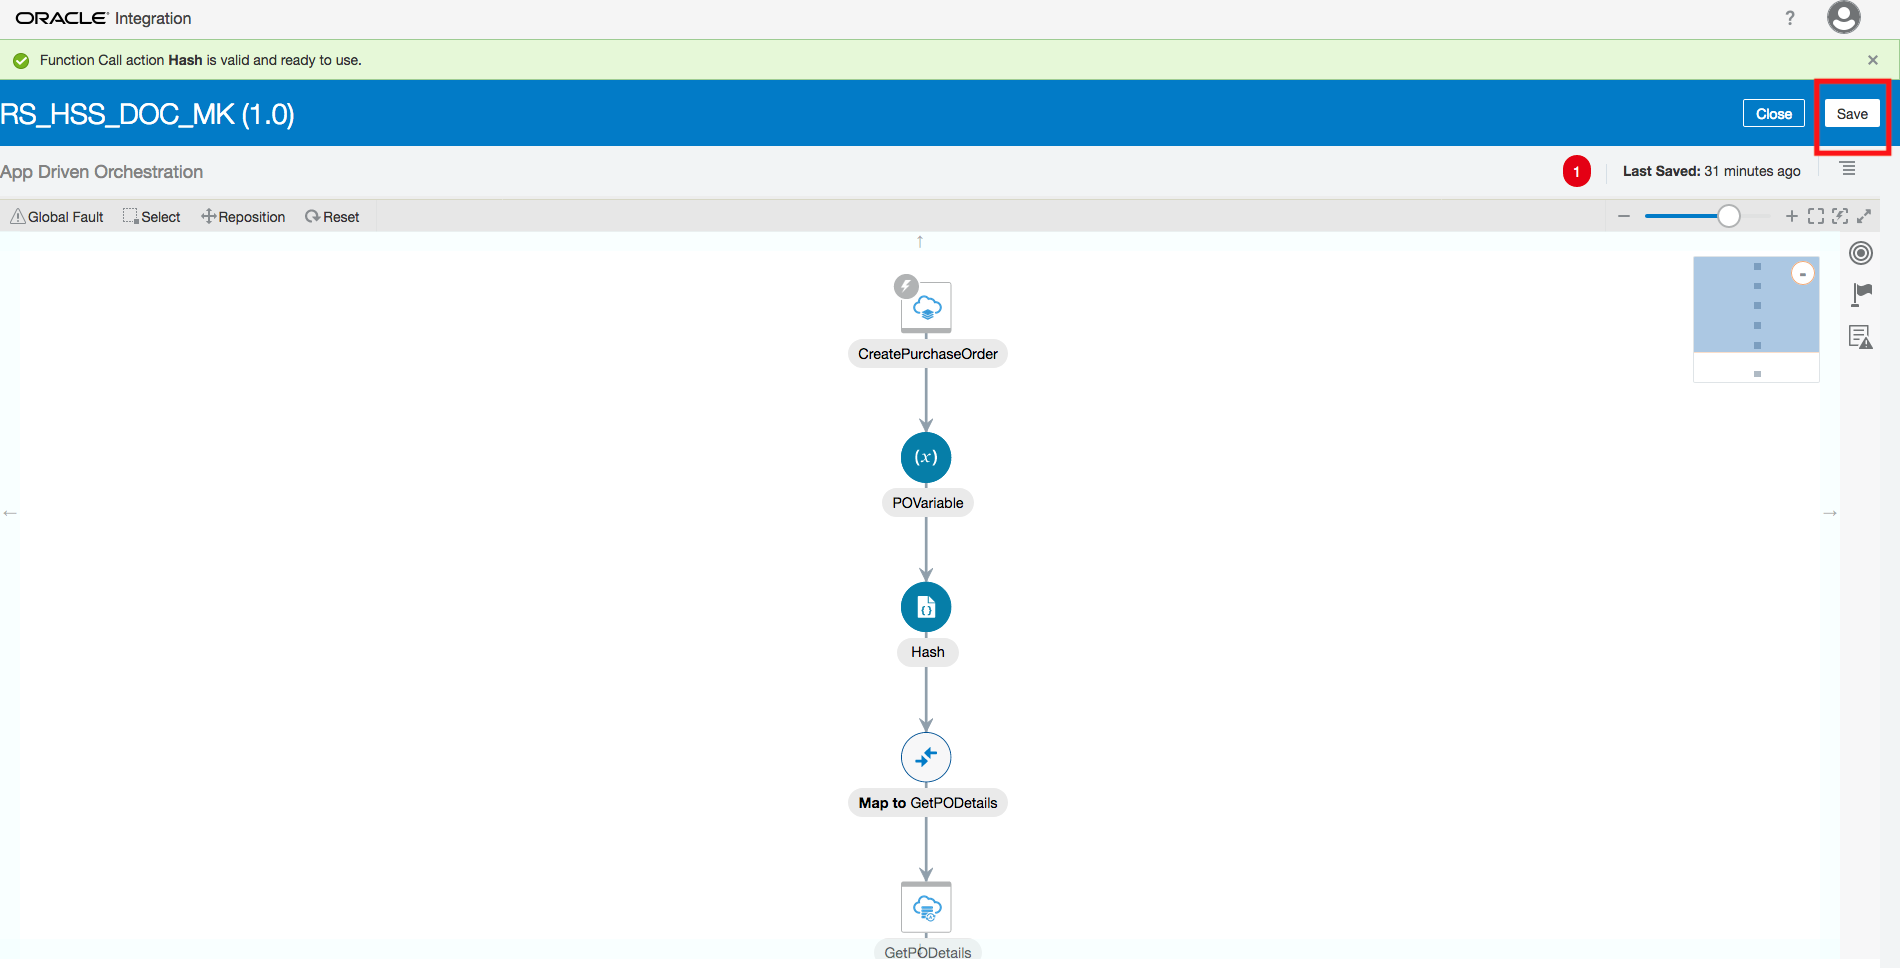 ORACLE Integration
?
Function Call action Hash is valid and ready to use.
RS_HSS_DOC_MK (1.0)
Close
Save
App Driven Orchestration
1
Last Saved: 31 minutes ago
Global Fault
Select
Reposition
Reset
CreatePurchaseOrder
(x)
POVariable
{}
Hash
Map to GetPODetails
GetPODetails